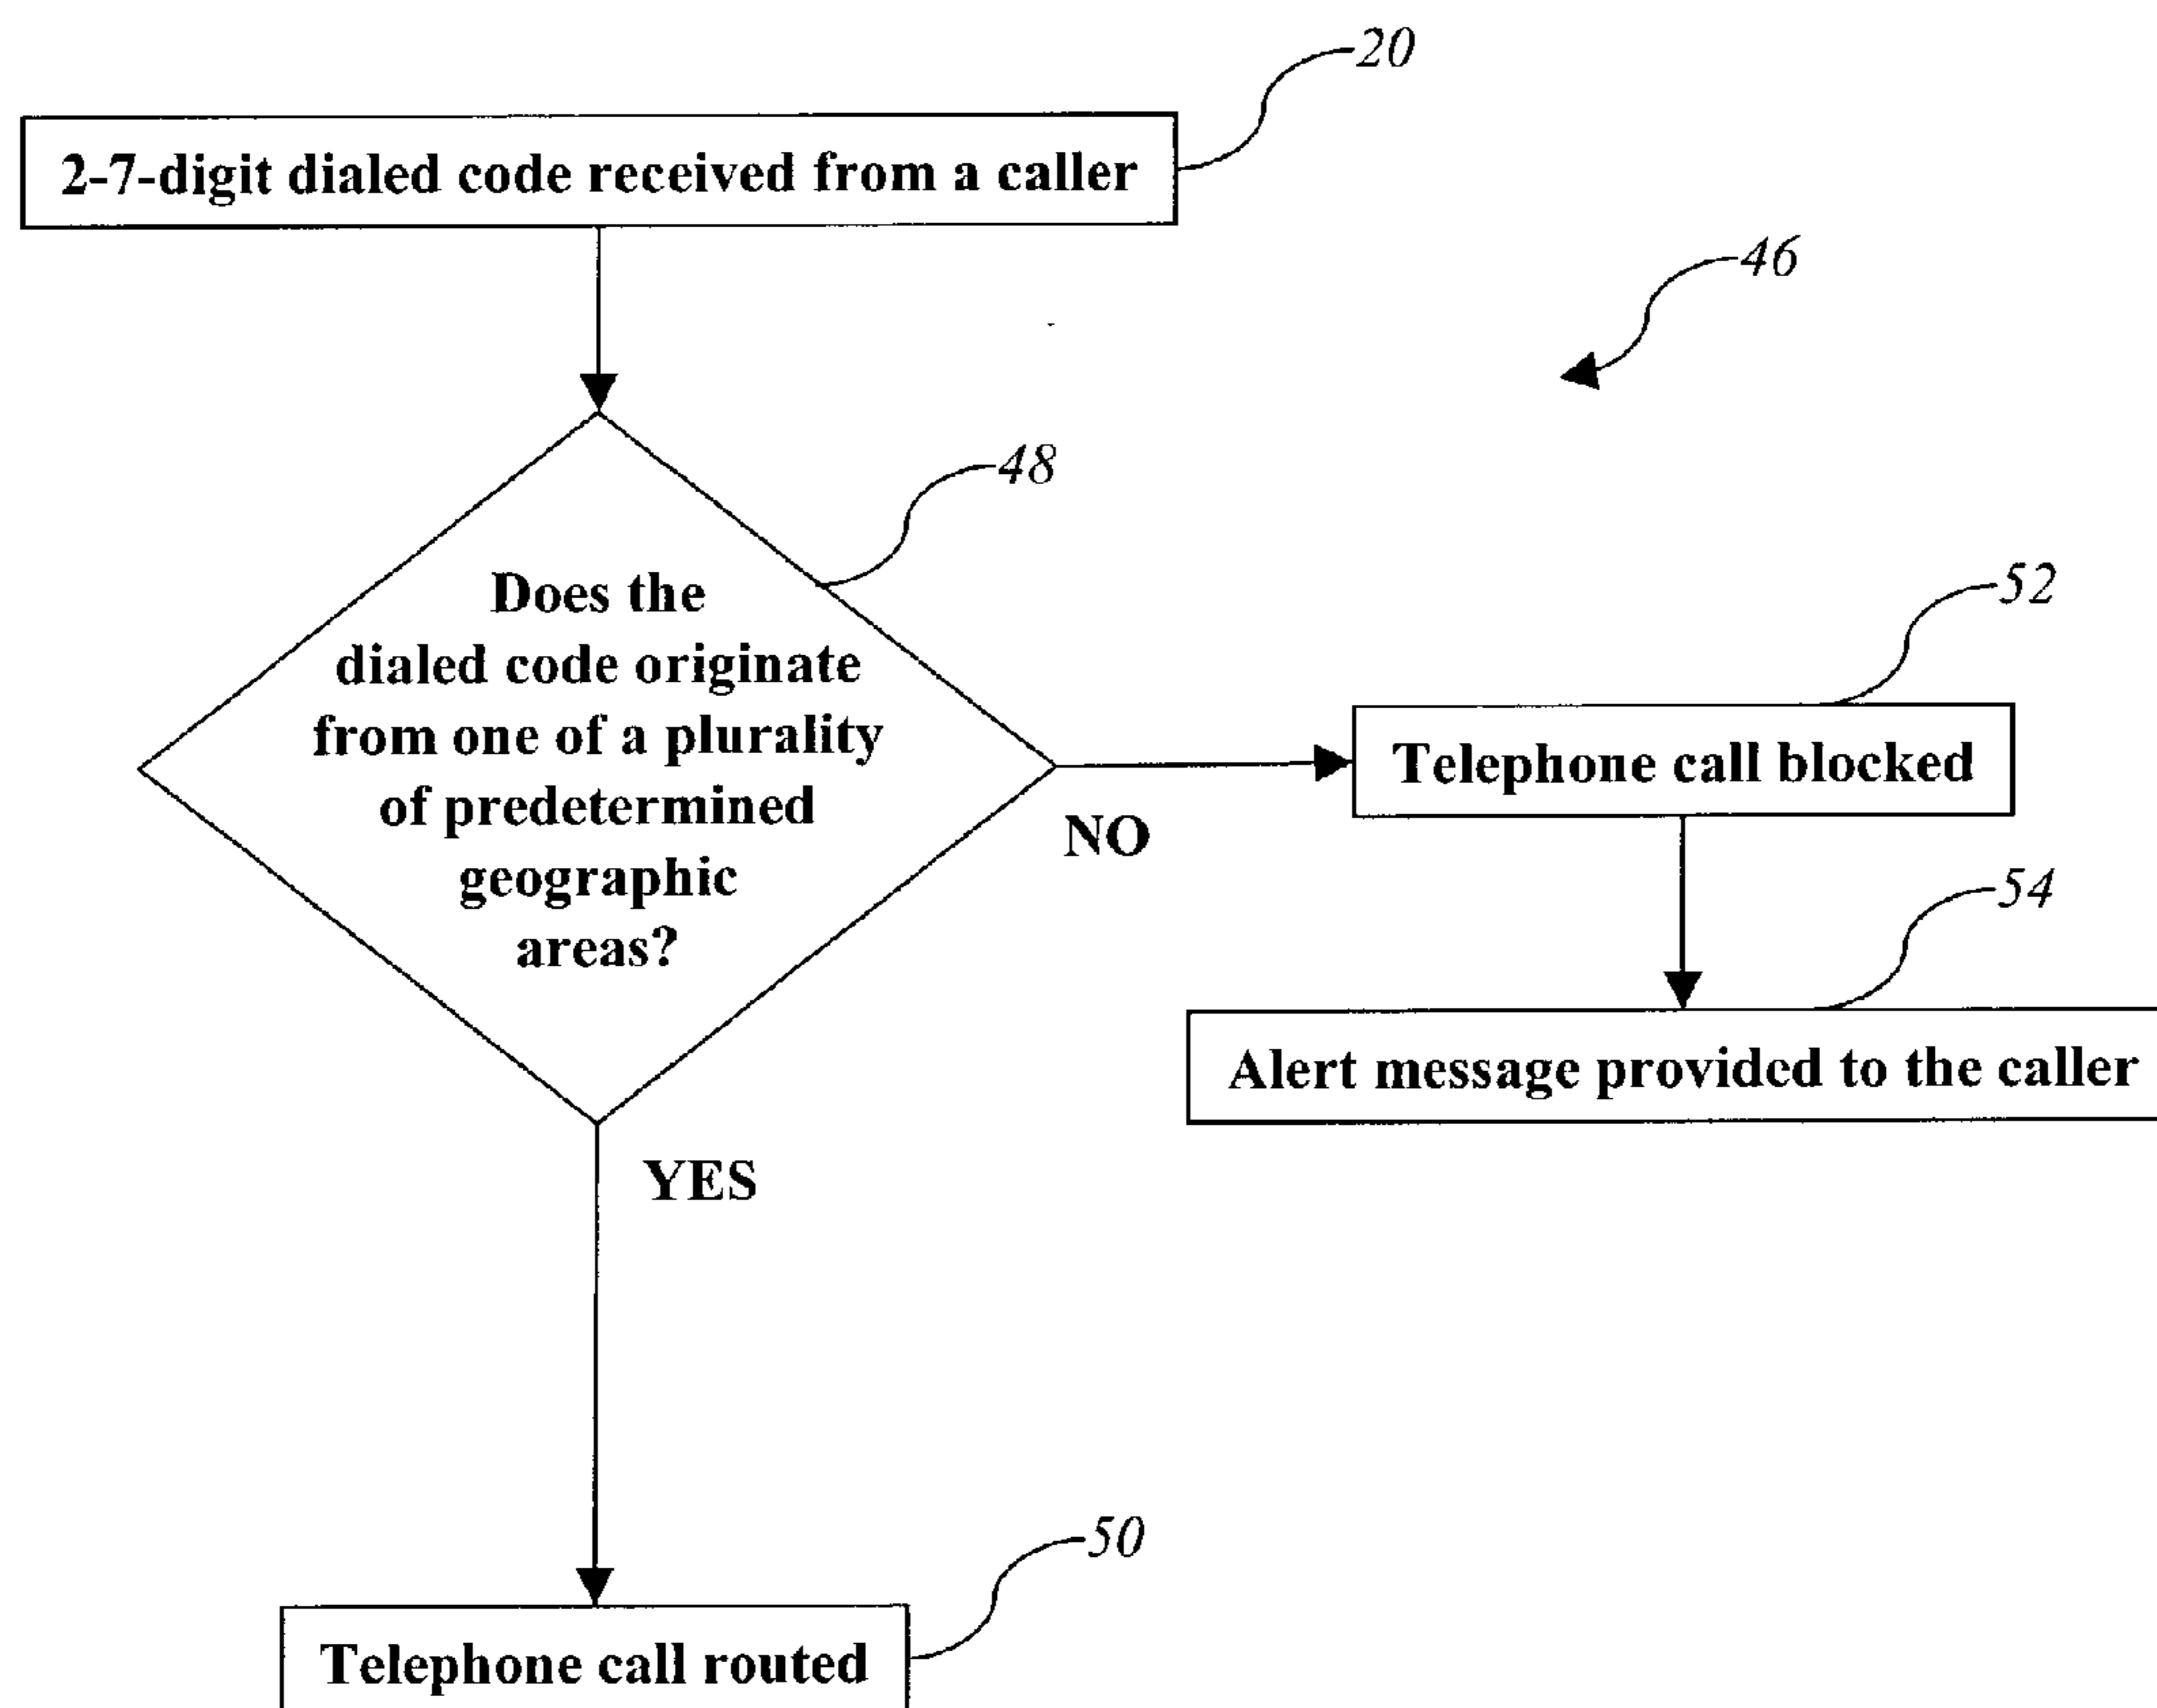 20
2-7-digit dialed code received from a caller
46
48
Does the
dialed code originate
from one of a plurality
of predetermined
geographic
areas?
52
Telephone call blocked
NO
54
Alert message provided to the caller
YES
50
Telephone call routed